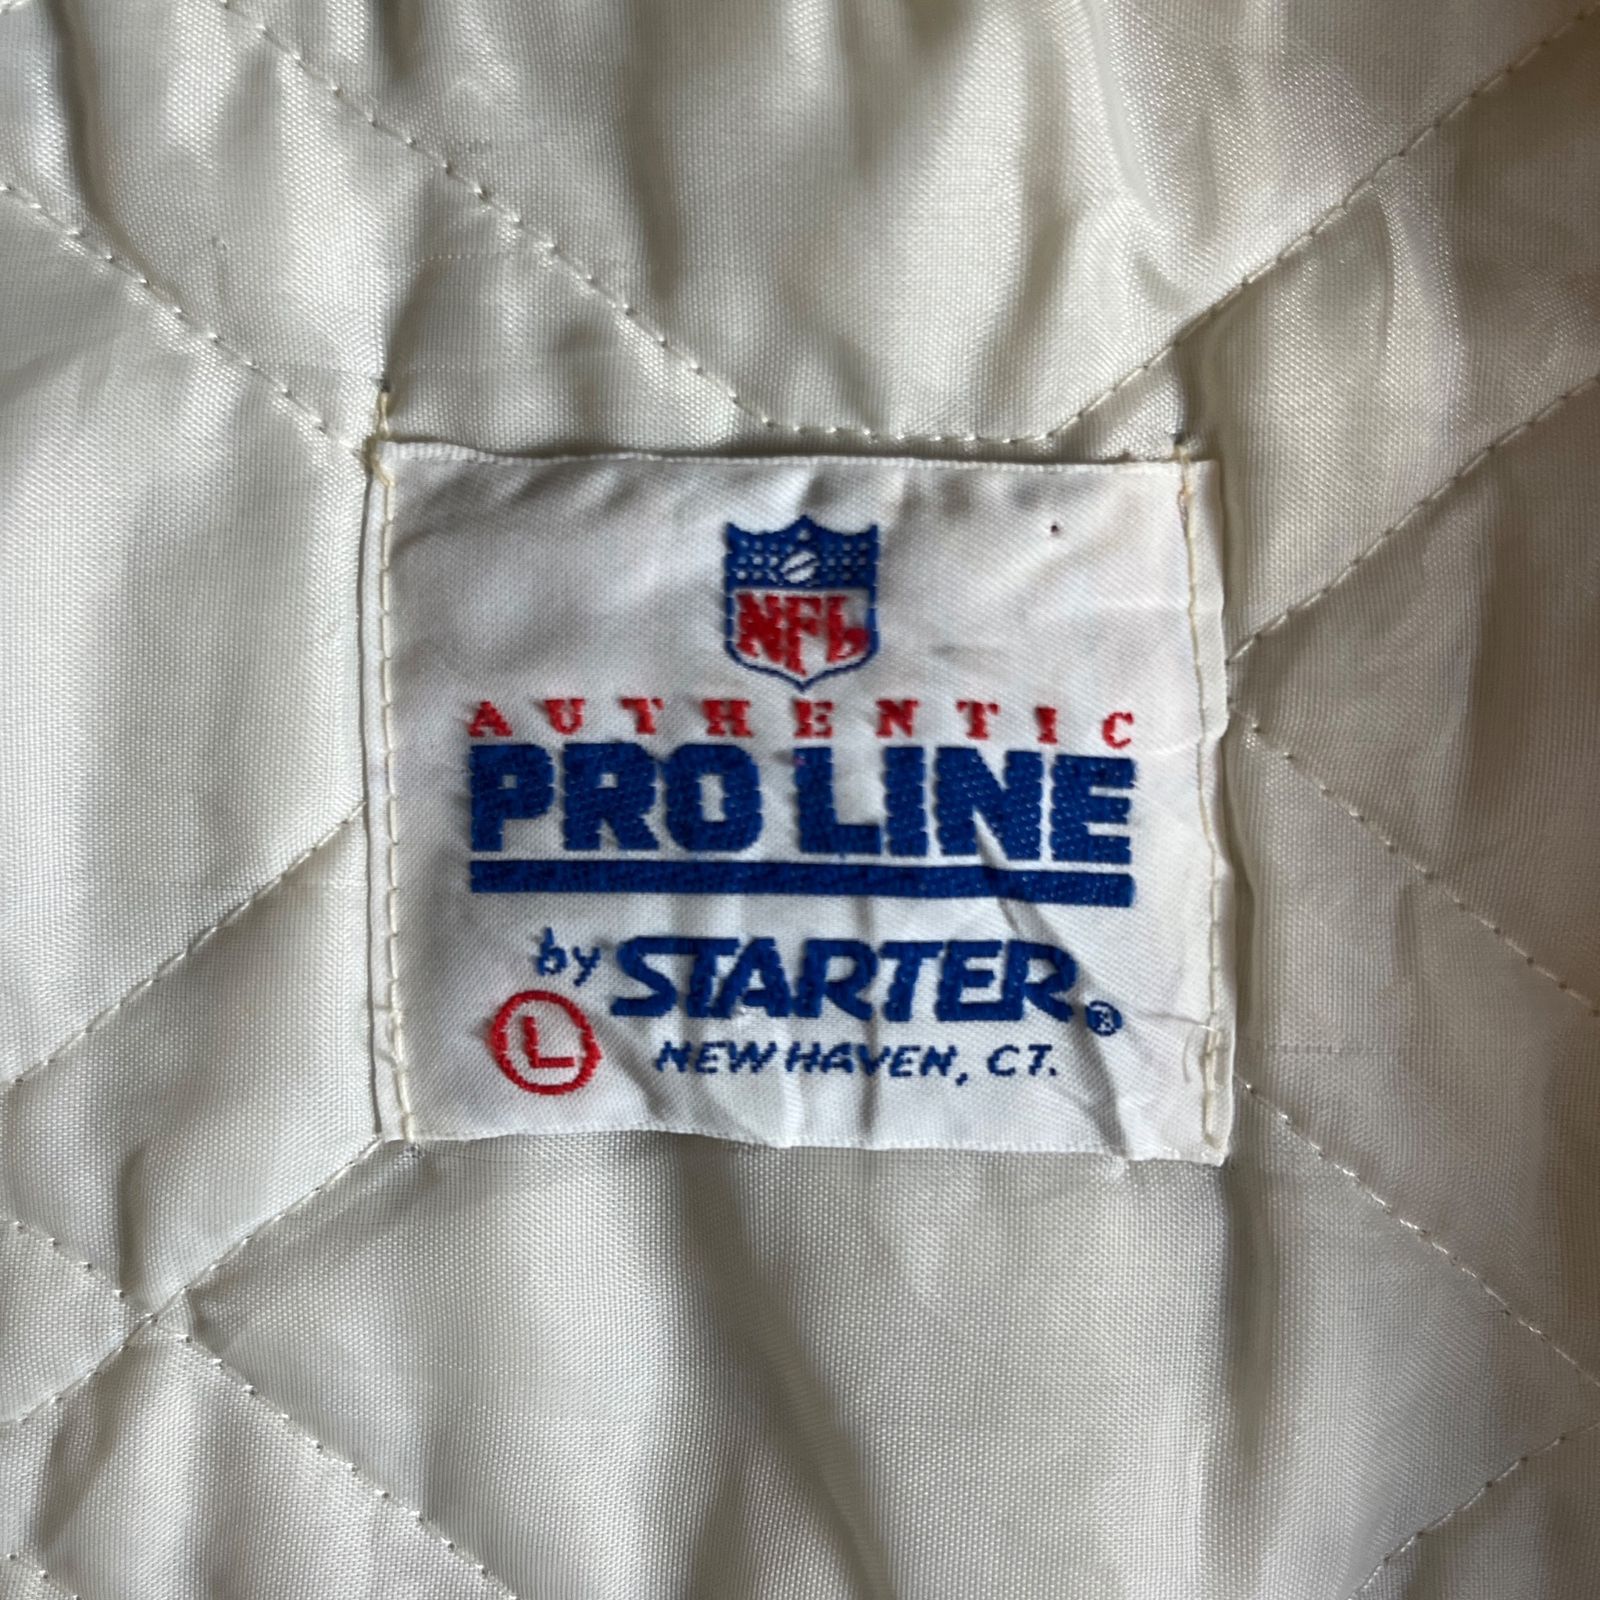 NFL
AUTHENTIC
PRO LINE
by STARTER®
L
NEW HAVEN, CT.